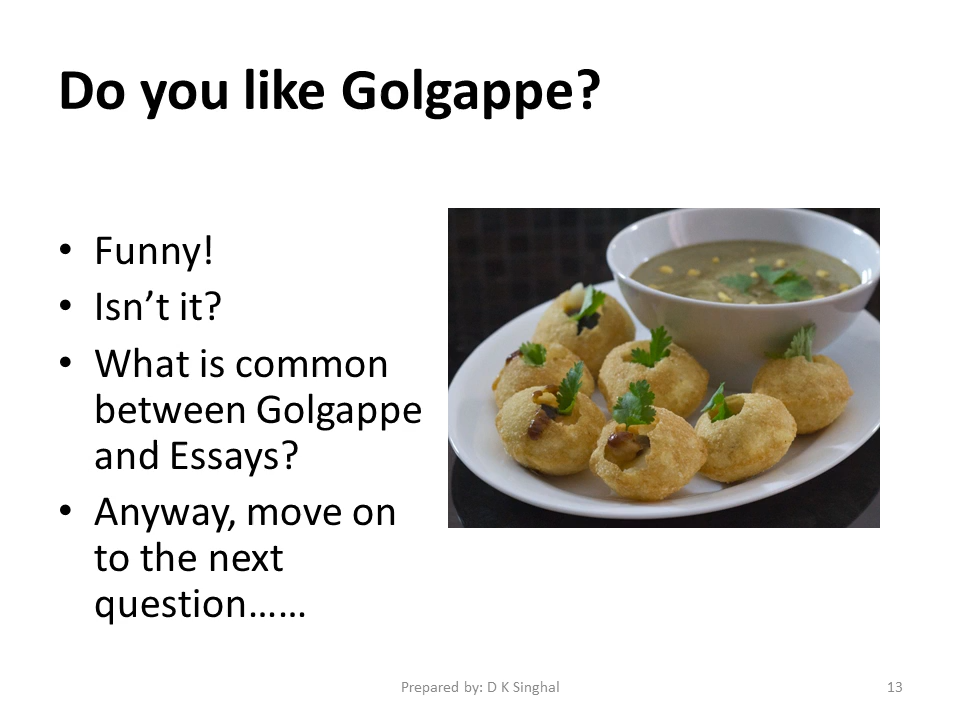 Do you like Golgappe?
• Funny!
• Isn’t it?
• What is common
between Golgappe
and Essays?
• Anyway, move on
to the next
question……
Prepared by: D K Singhal
13